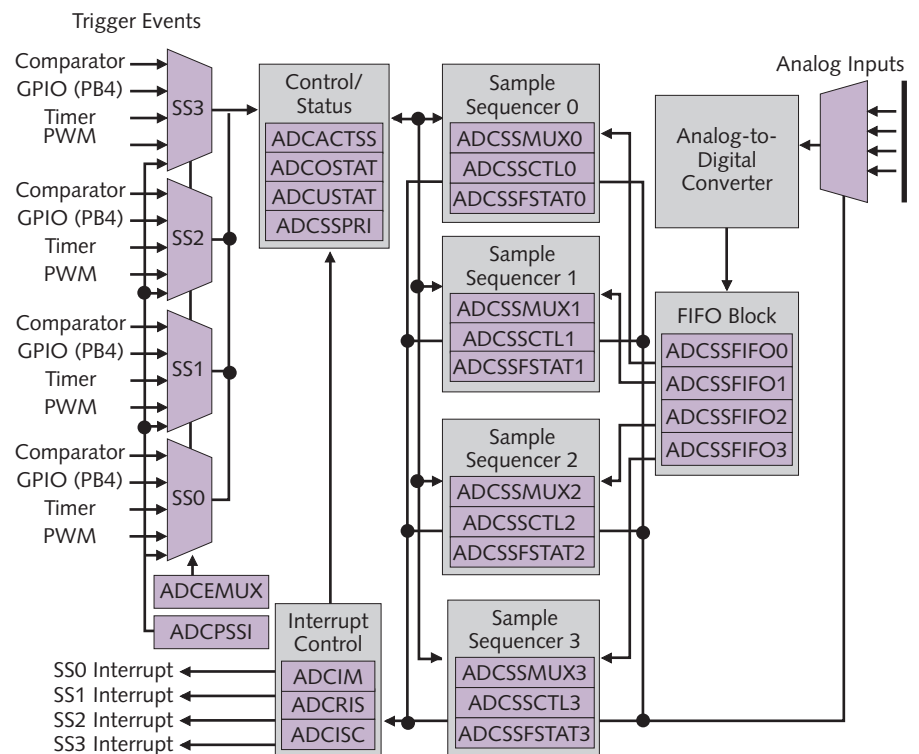 Trigger Events
Comparator
GPIO (PB4)
Timer
PWM
SS3
Comparator
GPIO (PB4)
Timer
PWM
SS2
Comparator
GPIO (PB4)
Timer
PWM
SS1
Comparator
GPIO (PB4)
Timer
PWM
SS0
ADCEMUX
ADCPSSI
Control/
Status
ADCACTSS
ADCOSTAT
ADCUSTAT
ADCSSPRI
Interrupt
Control
ADCIM
ADCRIS
ADCISC
SS0 Interrupt
SS1 Interrupt
SS2 Interrupt
SS3 Interrupt
Sample
Sequencer 0
ADCSSMUX0
ADCSSCTL0
ADCSSFSTAT0
Sample
Sequencer 1
ADCSSMUX1
ADCSSCTL1
ADCSSFSTAT1
Sample
Sequencer 2
ADCSSMUX2
ADCSSCTL2
ADCSSFSTAT2
Sample
Sequencer 3
ADCSSMUX3
ADCSSCTL3
ADCSSFSTAT3
Analog Inputs
Analog-to-
Digital
Converter
FIFO Block
ADCSSFIFO0
ADCSSFIFO1
ADCSSFIFO2
ADCSSFIFO3